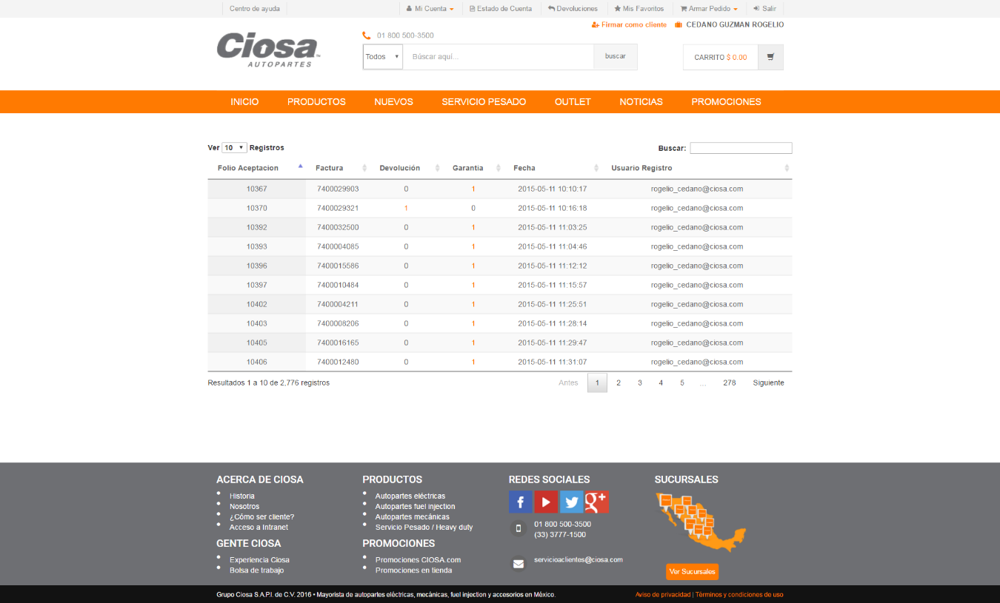 Centro de ayuda
Mi Cuenta
Estado de Cuenta
Devoluciones
Mis Favoritos
Armar Pedido
Salir
Firmar como cliente
CEDANO GUZMAN ROGELIO
Ciosa™
AUTOPARTES
01 800 500-3500
Todos
Búscar aquí...
buscar
CARRITO $ 0.00
INICIO
PRODUCTOS
NUEVOS
SERVICIO PESADO
OUTLET
NOTICIAS
PROMOCIONES
Ver 10 Registros
Buscar:
Folio Aceptacion Factura Devolución Garantia Fecha Usuario Registro
10367 7400029903 0 1 2015-05-11 10:10:17 rogelio_cedano@ciosa.com
10370 7400029321 1 0 2015-05-11 10:16:18 rogelio_cedano@ciosa.com
10392 7400032500 0 1 2015-05-11 11:03:25 rogelio_cedano@ciosa.com
10393 7400004085 0 1 2015-05-11 11:04:46 rogelio_cedano@ciosa.com
10396 7400015586 0 1 2015-05-11 11:12:12 rogelio_cedano@ciosa.com
10397 7400010484 0 1 2015-05-11 11:15:57 rogelio_cedano@ciosa.com
10402 7400004211 0 1 2015-05-11 11:25:51 rogelio_cedano@ciosa.com
10403 7400008206 0 1 2015-05-11 11:28:14 rogelio_cedano@ciosa.com
10405 7400016165 0 1 2015-05-11 11:29:47 rogelio_cedano@ciosa.com
10406 7400012480 0 1 2015-05-11 11:31:07 rogelio_cedano@ciosa.com
Resultados 1 a 10 de 2,776 registros
Antes 1 2 3 4 5 … 278 Siguiente
ACERCA DE CIOSA
Historia
Nosotros
¿Cómo ser cliente?
Acceso a Intranet
GENTE CIOSA
Experiencia Ciosa
Bolsa de trabajo
PRODUCTOS
Autopartes eléctricas
Autopartes fuel injection
Autopartes mecánicas
Servicio Pesado / Heavy duty
PROMOCIONES
Promociones CIOSA.com
Promociones en tienda
REDES SOCIALES
01 800 500-3500
(33) 3777-1500
servicioaclientes@ciosa.com
SUCURSALES
Ver Sucursales
Grupo Ciosa S.A.P.I. de C.V. 2016 • Mayorista de autopartes eléctricas, mecánicas, fuel injection y accesorios en México.
Aviso de privacidad | Términos y condiciones de uso